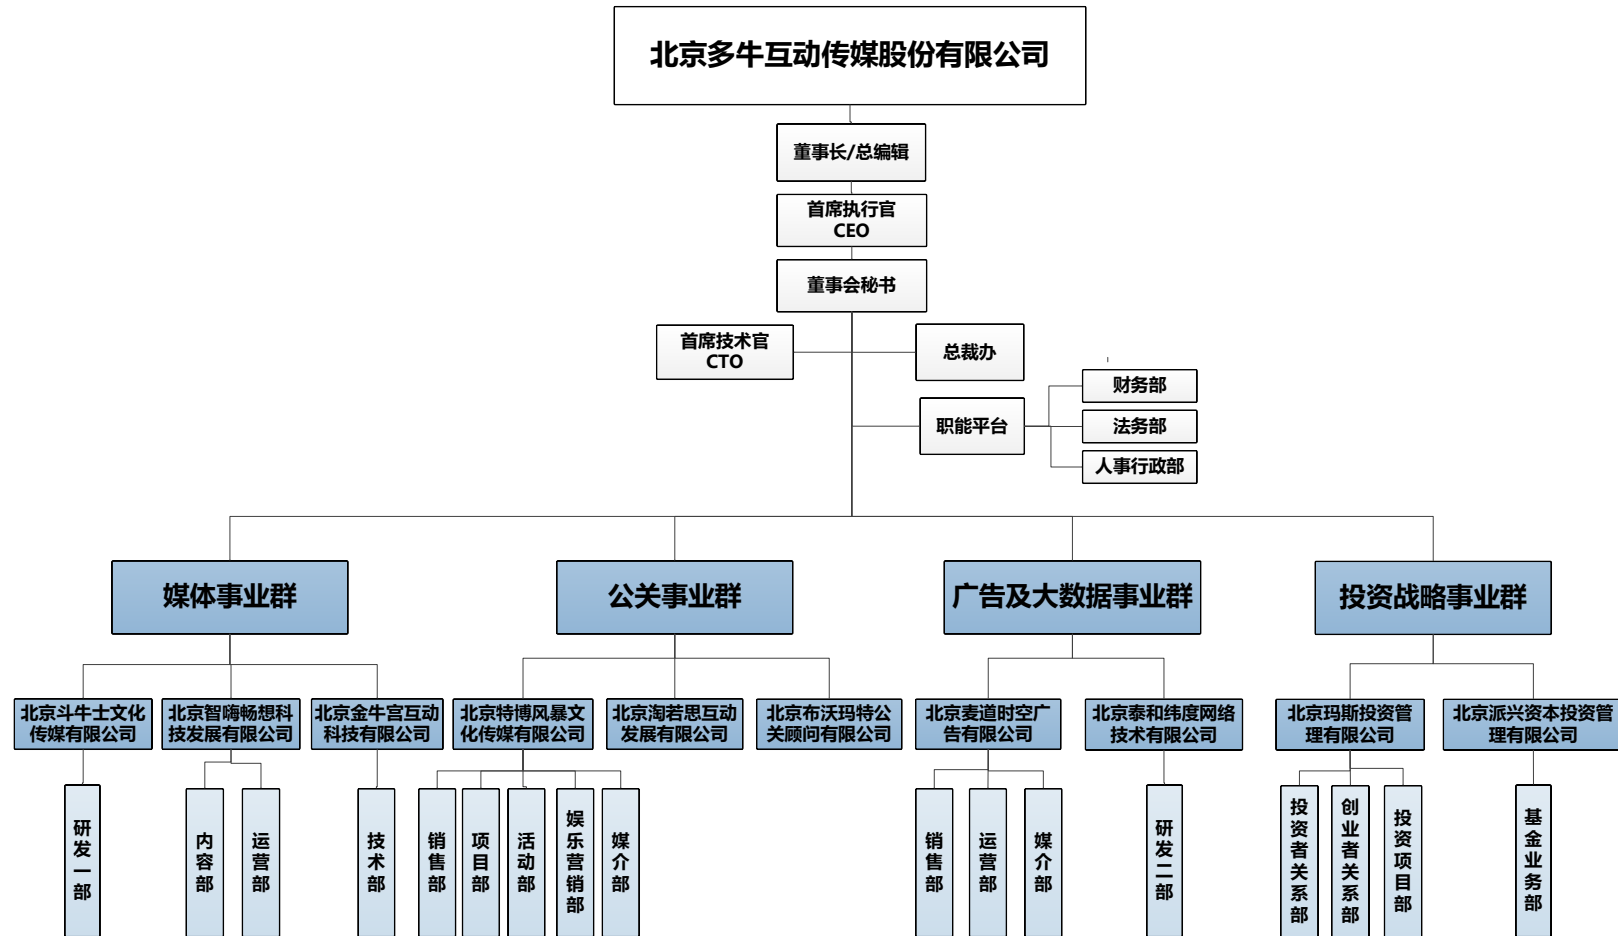 北京多牛互动传媒股份有限公司
董事长/总编辑
首席执行官
CEO
董事会秘书
首席技术官
CTO
总裁办
职能平台
财务部
法务部
人事行政部
媒体事业群
公关事业群
广告及大数据事业群
投资战略事业群
北京斗牛士文化
传媒有限公司
北京智嗨畅想科
技发展有限公司
北京金牛宫互动
科技有限公司
北京特博风暴文
化传媒有限公司
北京淘若思互动
发展有限公司
北京布沃玛特公
关顾问有限公司
北京麦道时空广
告有限公司
北京泰和纬度网络
技术有限公司
北京玛斯投资管
理有限公司
北京派兴资本投资管
理有限公司
研发一部
内容部
运营部
技术部
销售部
项目部
活动部
娱乐营销部
媒介部
销售部
运营部
媒介部
研发二部
投资者关系部
创业者关系部
投资项目部
基金业务部